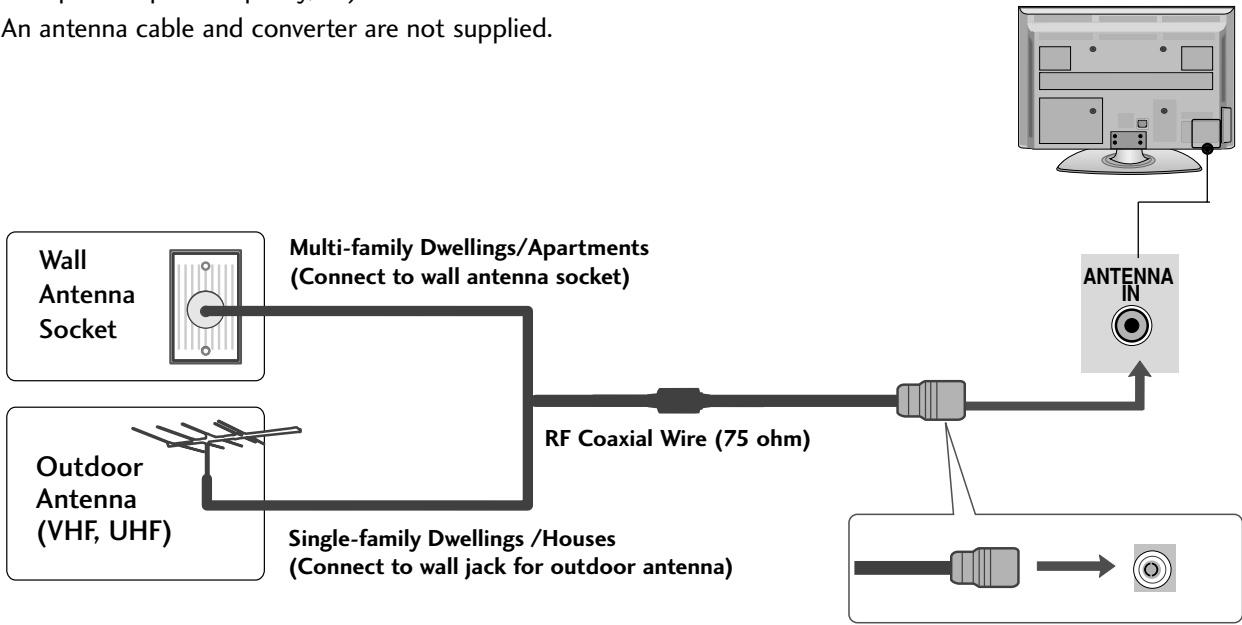 An antenna cable and converter are not supplied.
Wall
Antenna
Socket
Multi-family Dwellings/Apartments
(Connect to wall antenna socket)
ANTENNA
IN
RF Coaxial Wire (75 ohm)
Outdoor
Antenna
(VHF, UHF)
Single-family Dwellings /Houses
(Connect to wall jack for outdoor antenna)